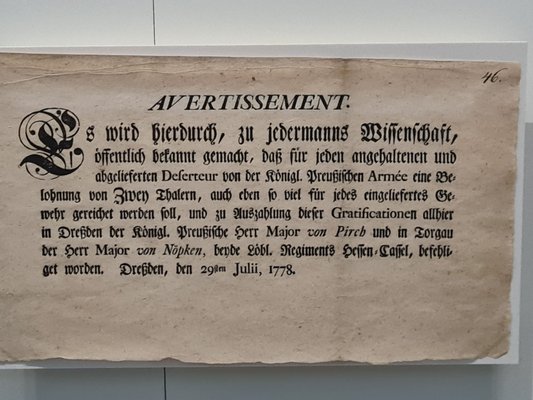 46.
AVERTISSEMENT.
Es wird hierdurch, zu jedermanns Wissenschaft,
öffentlich bekannt gemacht, daß für jeden angehaltenen und
abgelieferten Deserteur von der Königl. Preußischen Armée eine Be-
lohnung von Zwey Thalern, auch eben so viel für jedes eingeliefertes Ge-
wehr gereichet werden soll, und zu Auszahlung dieser Gratificationen allhier
in Dreßden der Königl. Preußische Herr Major von Pirch und in Torgau
der Herr Major von Nöpken, beyde Löbl. Regiments Hessen-Cassel, befehli-
get worden. Dreßden, den 29sten Julii, 1778.